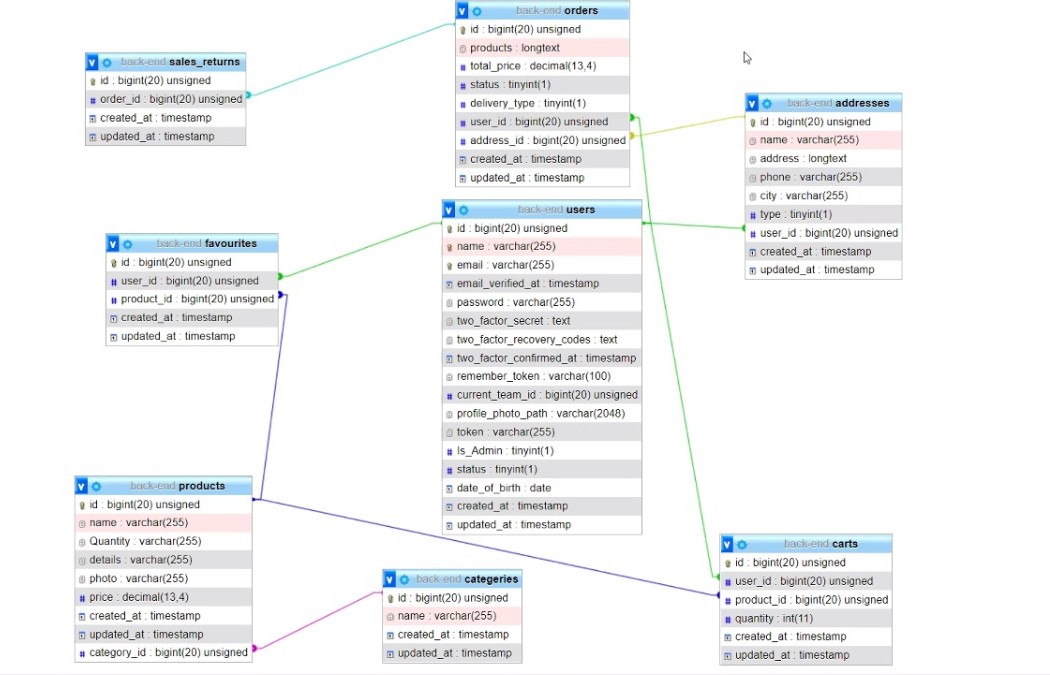 back-end orders
id : bigint(20) unsigned
products : longtext
total_price : decimal(13,4)
status : tinyint(1)
delivery_type : tinyint(1)
user_id : bigint(20) unsigned
address_id : bigint(20) unsigned
created_at : timestamp
updated_at : timestamp
back-end sales_returns
id : bigint(20) unsigned
order_id : bigint(20) unsigned
created_at : timestamp
updated_at : timestamp
back-end addresses
id : bigint(20) unsigned
name : varchar(255)
address : longtext
phone : varchar(255)
city : varchar(255)
type : tinyint(1)
user_id : bigint(20) unsigned
created_at : timestamp
updated_at : timestamp
back-end users
id : bigint(20) unsigned
name : varchar(255)
email : varchar(255)
email_verified_at : timestamp
password : varchar(255)
two_factor_secret : text
two_factor_recovery_codes : text
two_factor_confirmed_at : timestamp
remember_token : varchar(100)
current_team_id : bigint(20) unsigned
profile_photo_path : varchar(2048)
token : varchar(255)
Is_Admin : tinyint(1)
status : tinyint(1)
date_of_birth : date
created_at : timestamp
updated_at : timestamp
back-end favourites
id : bigint(20) unsigned
user_id : bigint(20) unsigned
product_id : bigint(20) unsigned
created_at : timestamp
updated_at : timestamp
back-end products
id : bigint(20) unsigned
name : varchar(255)
Quantity : varchar(255)
details : varchar(255)
photo : varchar(255)
price : decimal(13,4)
created_at : timestamp
updated_at : timestamp
category_id : bigint(20) unsigned
back-end categeries
id : bigint(20) unsigned
name : varchar(255)
created_at : timestamp
updated_at : timestamp
back-end carts
id : bigint(20) unsigned
user_id : bigint(20) unsigned
product_id : bigint(20) unsigned
quantity : int(11)
created_at : timestamp
updated_at : timestamp